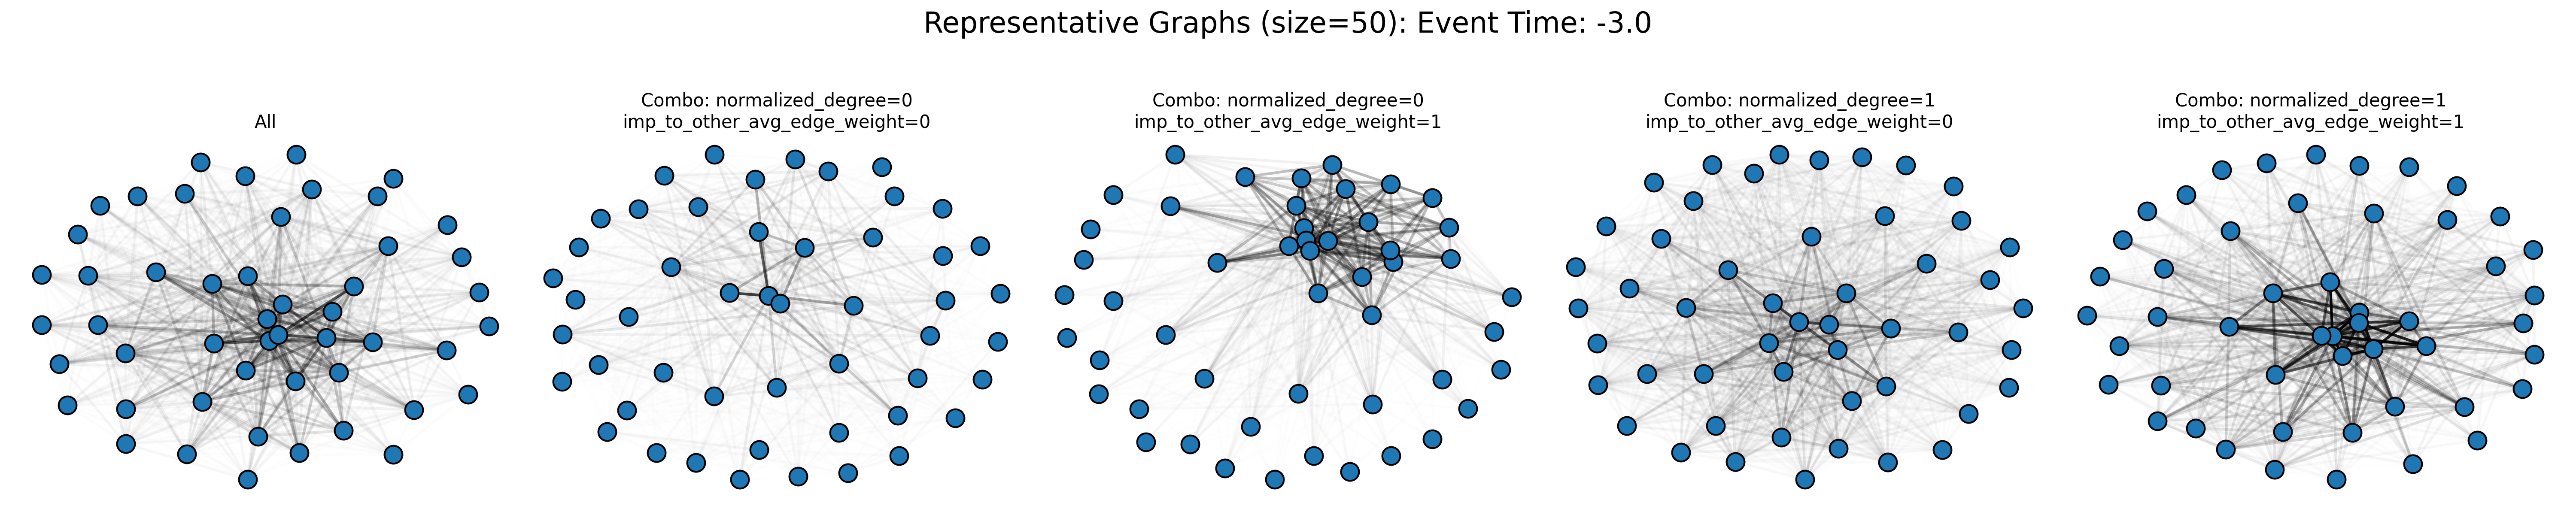 Representative Graphs (size=50): Event Time: -3.0
All
Combo: normalized_degree=0
imp_to_other_avg_edge_weight=0
Combo: normalized_degree=0
imp_to_other_avg_edge_weight=1
Combo: normalized_degree=1
imp_to_other_avg_edge_weight=0
Combo: normalized_degree=1
imp_to_other_avg_edge_weight=1